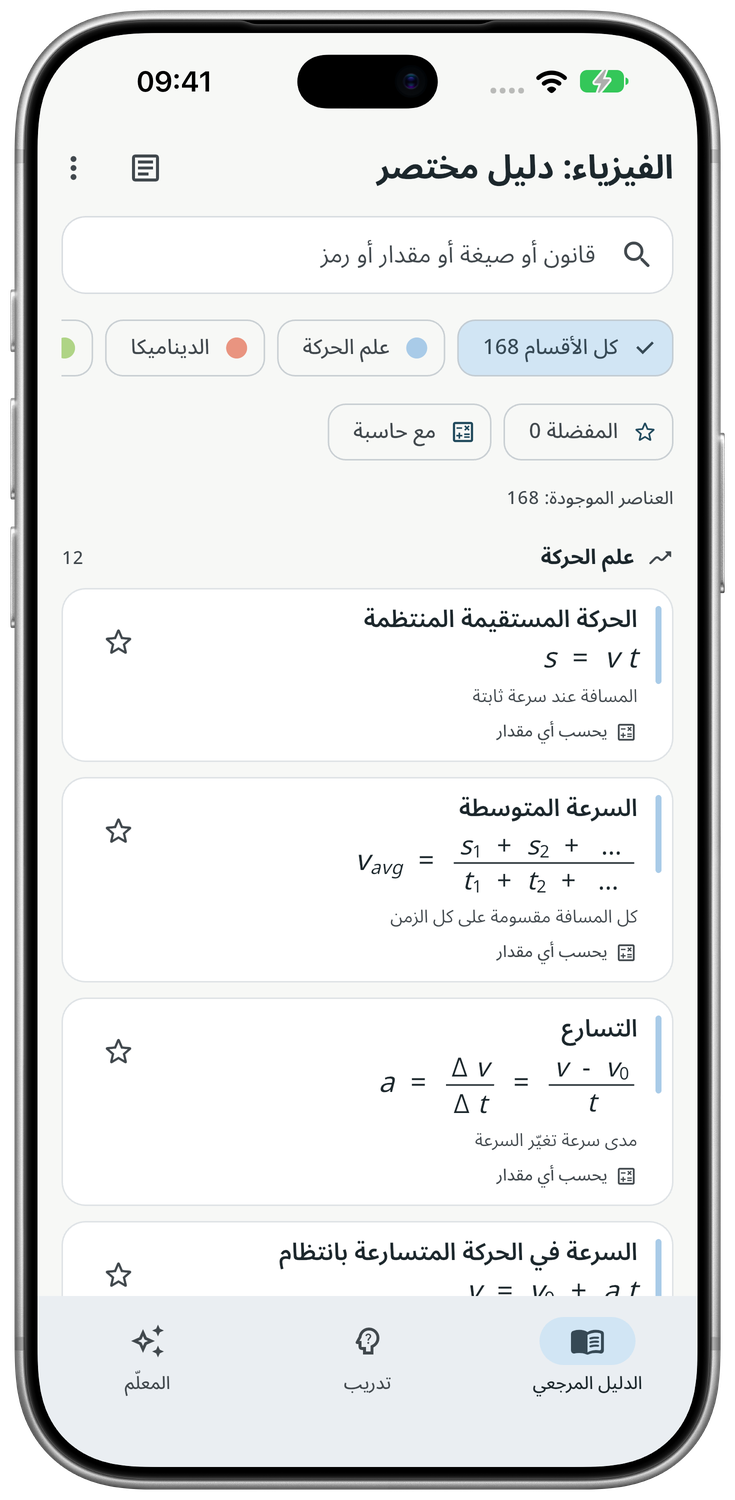 09:41
الفيزياء: دليل مختصر
قانون أو صيغة أو مقدار أو رمز
كل الأقسام 168
علم الحركة
الديناميكا
المفضلة 0
مع حاسبة
العناصر الموجودة: 168
علم الحركة
12
الحركة المستقيمة المنتظمة
s = v t
المسافة عند سرعة ثابتة
يحسب أي مقدار
السرعة المتوسطة
v_avg = (s₁ + s₂ + ...) / (t₁ + t₂ + ...)
كل المسافة مقسومة على كل الزمن
يحسب أي مقدار
التسارع
a = Δ v / Δ t = (v - v₀) / t
مدى سرعة تغيّر السرعة
يحسب أي مقدار
السرعة في الحركة المتسارعة بانتظام
v = v₀ + a t
الدليل المرجعي
تدريب
المعلّم